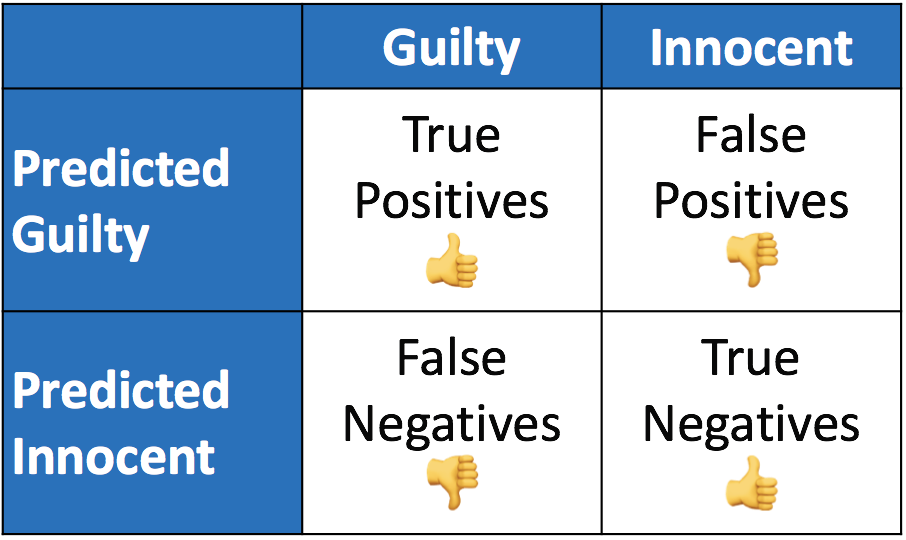 Guilty
Innocent
Predicted
Guilty
True
Positives
False
Positives
Predicted
Innocent
False
Negatives
True
Negatives